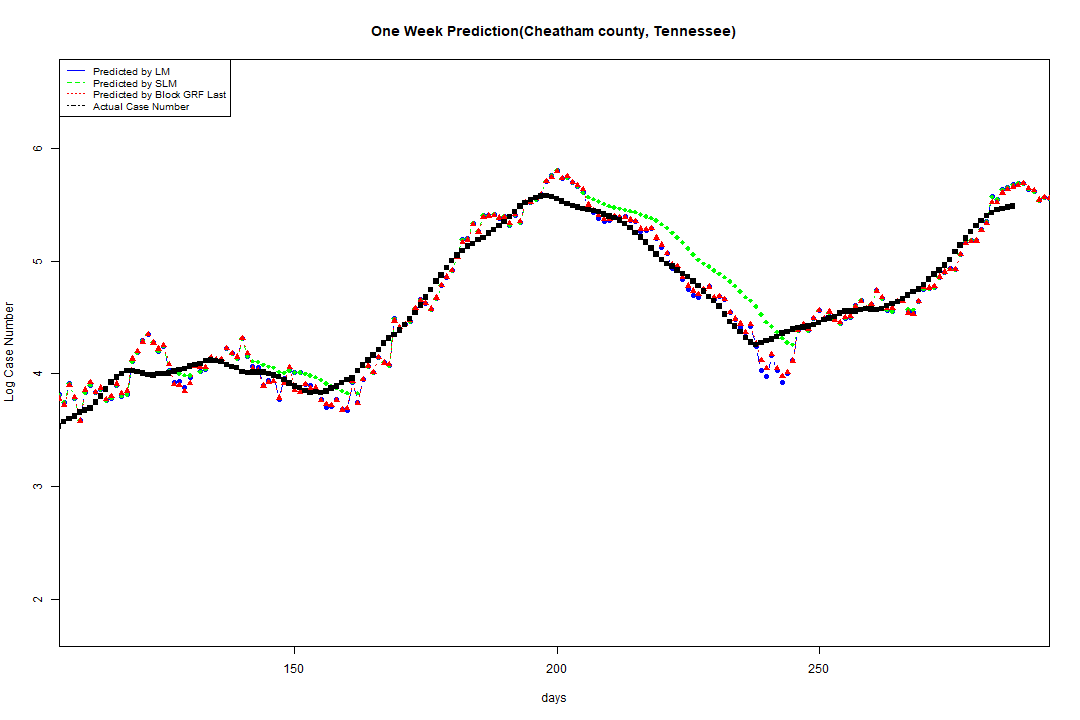 One Week Prediction(Cheatham county, Tennessee)
Predicted by LM
Predicted by SLM
Predicted by Block GRF Last
Actual Case Number
6
5
4
3
2
Log Case Number
150 200 250
days